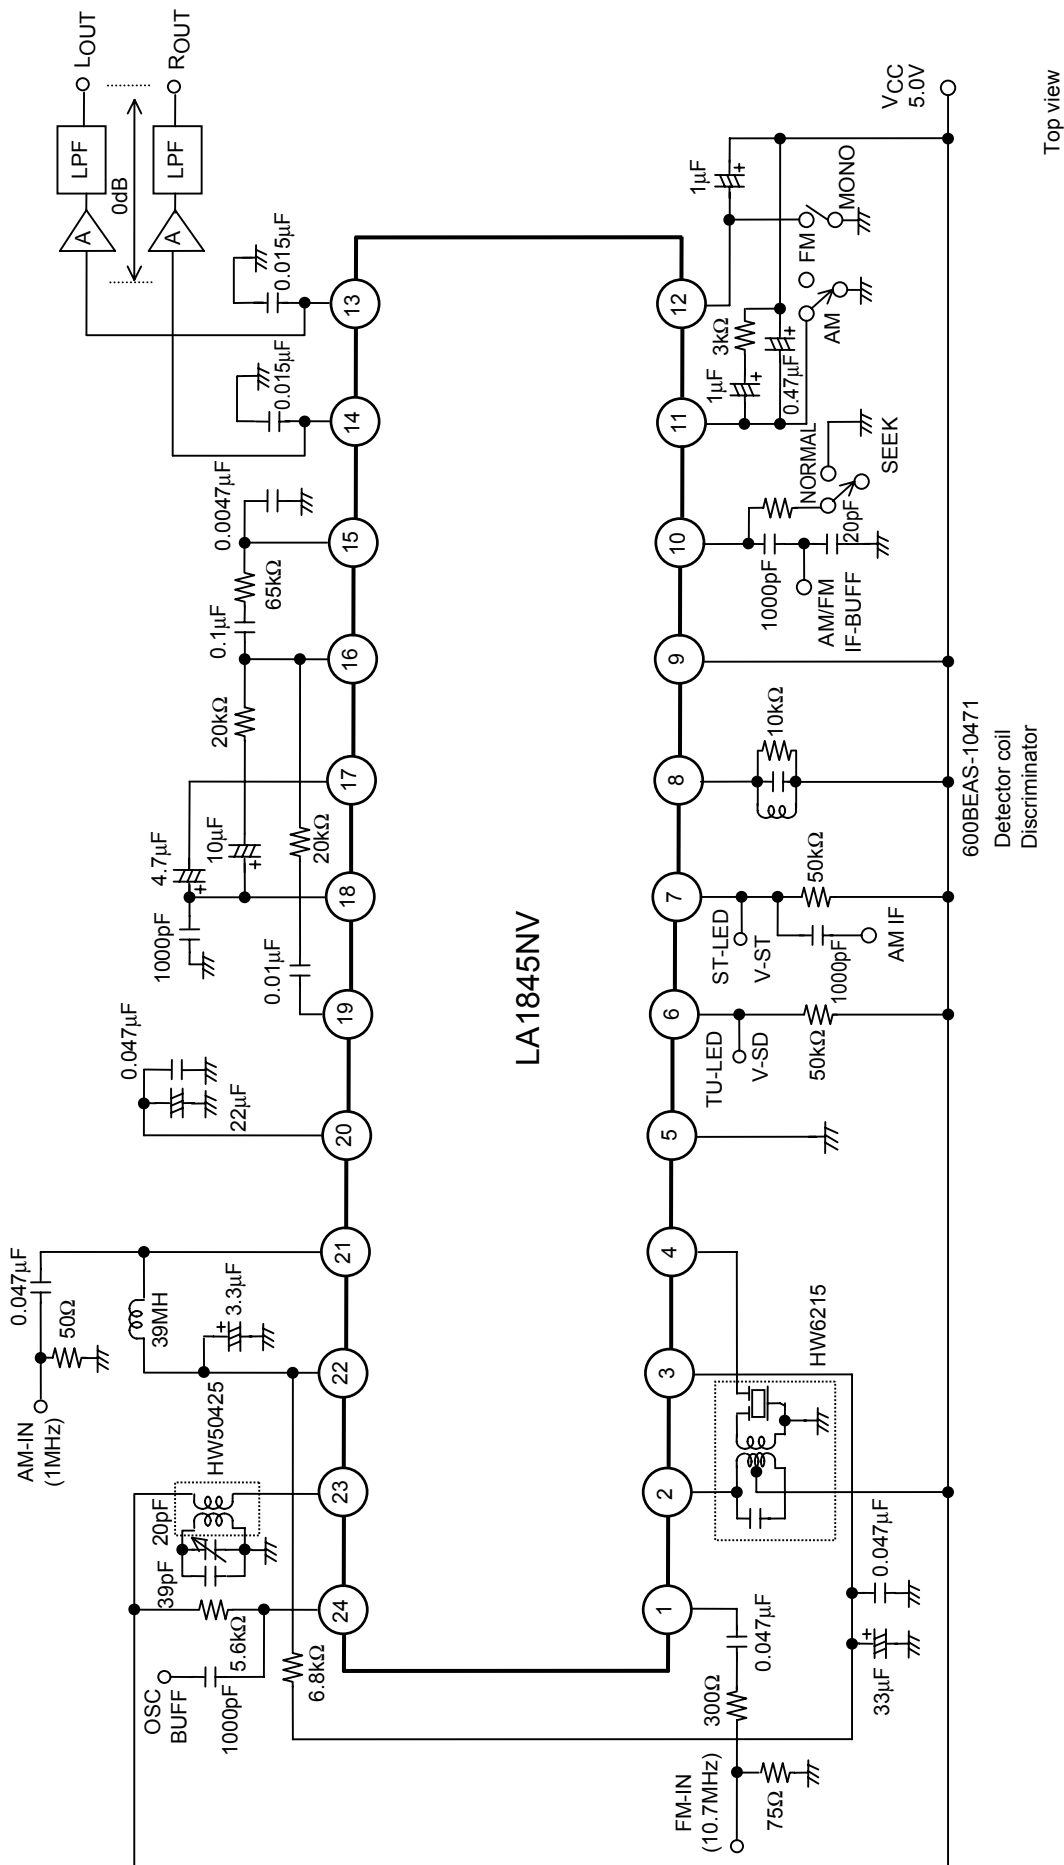 LOUT
ROUT
LPF
LPF
0dB
A
A
0.015µF
0.015µF
0.0047µF
65kΩ
0.1µF
20kΩ
4.7µF
10µF
20kΩ
1000pF
0.01µF
0.047µF
22µF
0.047µF
50Ω
AM-IN
(1MHz)
39MH
3.3µF
HW50425
20pF
39pF
5.6kΩ
OSC
BUFF
1000pF
6.8kΩ
24
23
22
21
20
19
18
17
16
15
14
13
LA1845NV
1
2
3
4
5
6
7
8
9
10
11
12
FM-IN
(10.7MHz)
75Ω
300Ω
0.047µF
33µF
0.047µF
HW6215
TU-LED
V-SD
50kΩ
ST-LED
V-ST
1000pF
AM IF
50kΩ
10kΩ
600BEAS-10471
Detector coil
Discriminator
1000pF
AM/FM
IF-BUFF
20pF
NORMAL
SEEK
1µF
3kΩ
0.47µF
AM
FM
MONO
1µF
VCC
5.0V
Top view